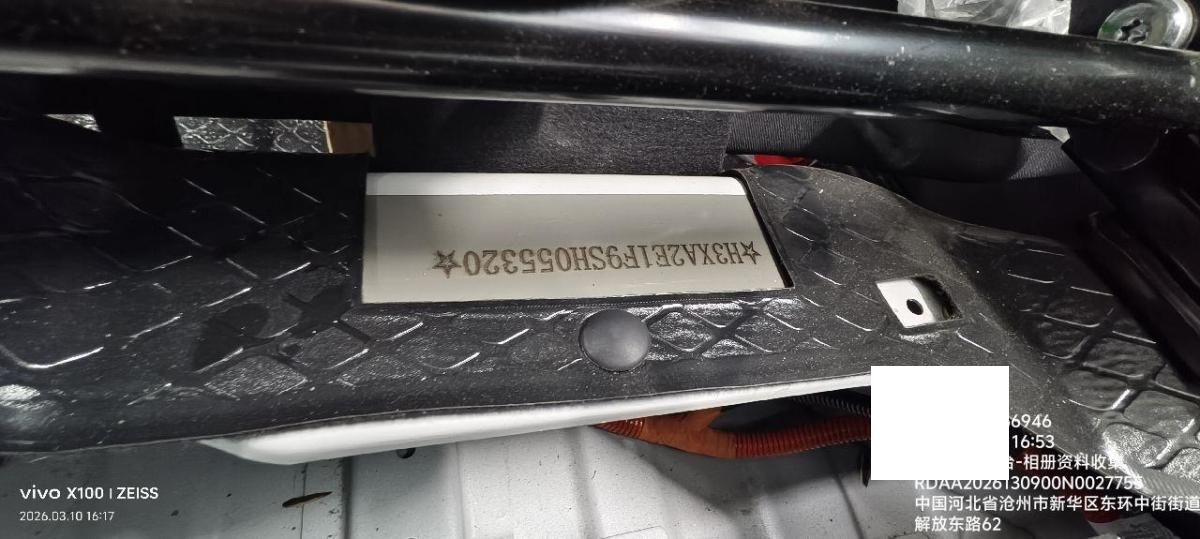 ☆H3XA2E1F9SH055320☆
6946
16:53
-相册资料收集
RDAA2026130900N0027755
中国河北省沧州市新华区东环中街街道
解放东路62
vivo X100 | ZEISS
2026.03.10 16:17